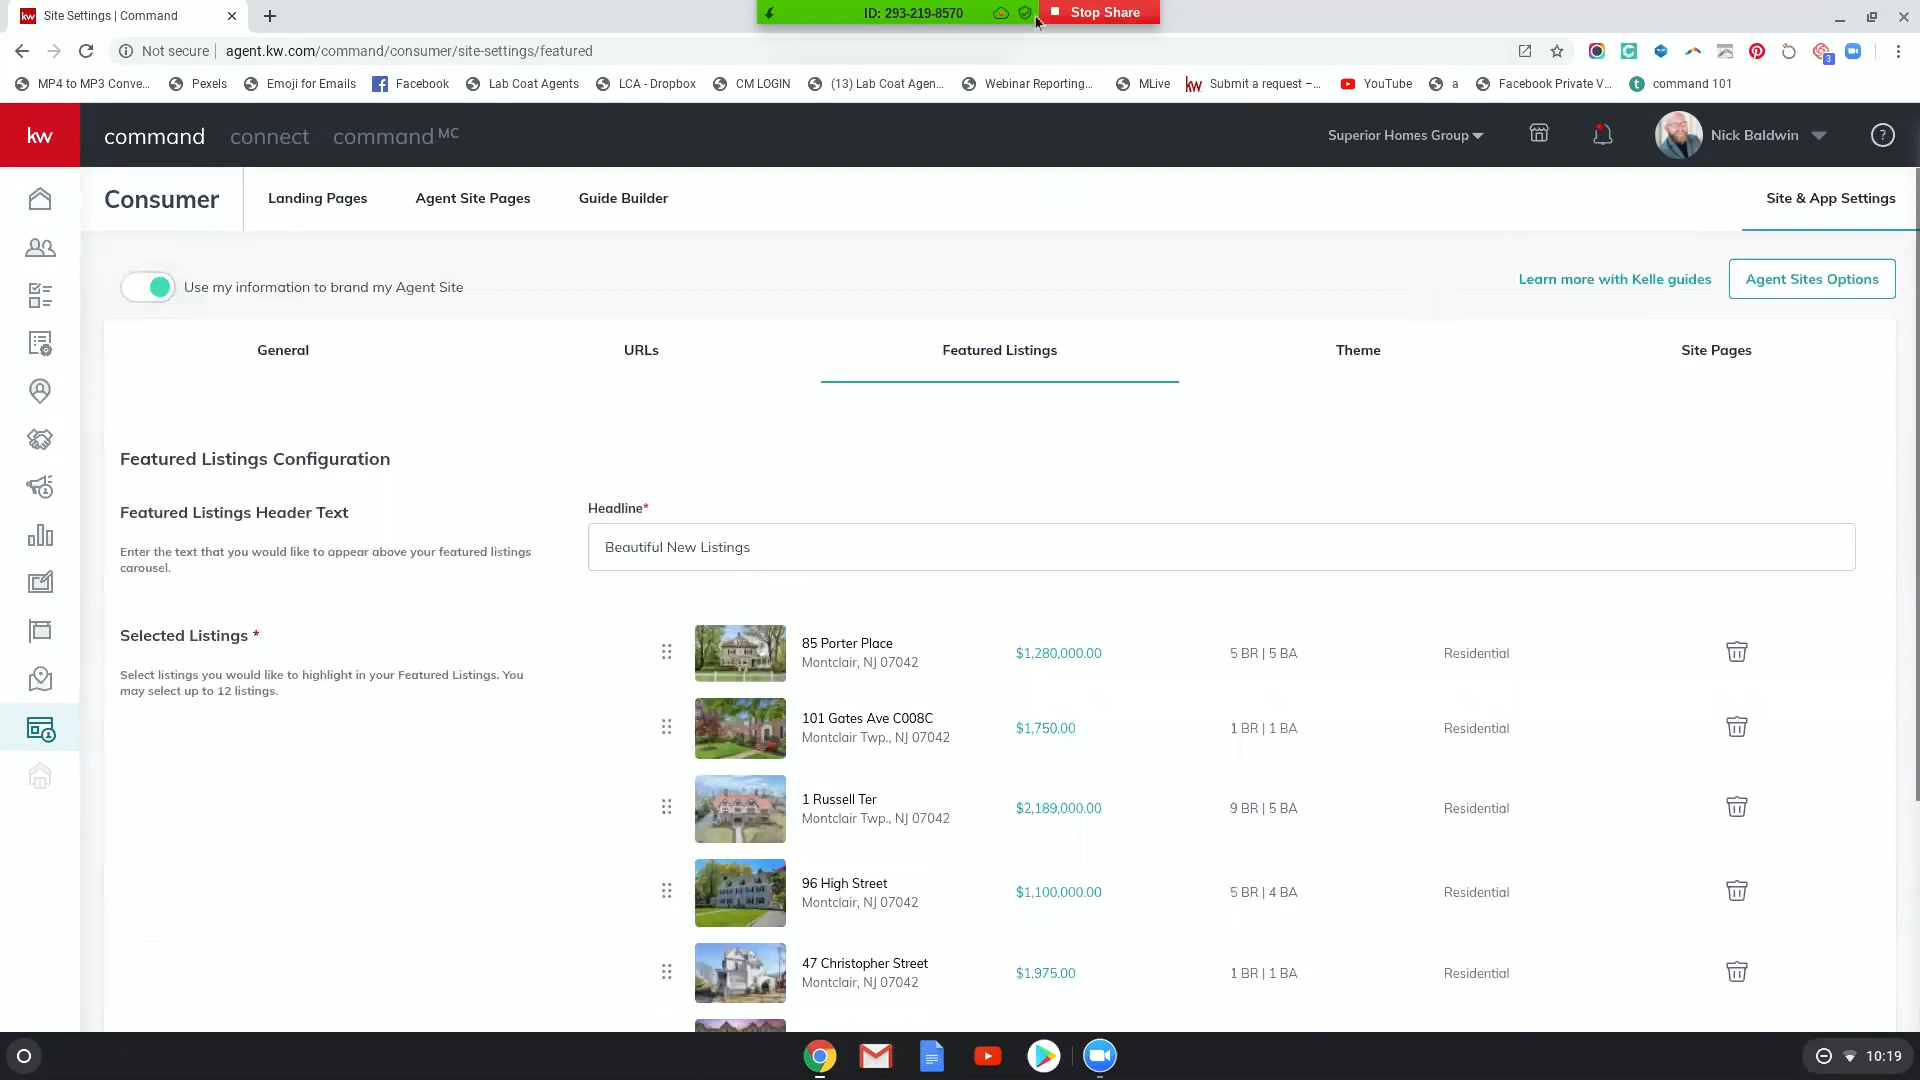 Site Settings | Command
ID: 293-219-8570
Stop Share
Not secure
agent.kw.com/command/consumer/site-settings/featured
3
MP4 to MP3 Conve...
Pexels
Emoji for Emails
Facebook
Lab Coat Agents
LCA - Dropbox
CM LOGIN
(13) Lab Coat Agen...
Webinar Reporting...
MLive
kw
Submit a request –...
YouTube
a
Facebook Private V...
t
command 101
kw
command
connect
command MC
Superior Homes Group
Nick Baldwin
?
Consumer
Landing Pages
Agent Site Pages
Guide Builder
Site & App Settings
Use my information to brand my Agent Site
Learn more with Kelle guides
Agent Sites Options
General
URLs
Featured Listings
Theme
Site Pages
Featured Listings Configuration
Featured Listings Header Text
Enter the text that you would like to appear above your featured listings
carousel.
Headline*
Beautiful New Listings
Selected Listings *
Select listings you would like to highlight in your Featured Listings. You
may select up to 12 listings.
85 Porter Place
Montclair, NJ 07042
$1,280,000.00
5 BR | 5 BA
Residential
101 Gates Ave C008C
Montclair Twp., NJ 07042
$1,750.00
1 BR | 1 BA
Residential
1 Russell Ter
Montclair Twp., NJ 07042
$2,189,000.00
9 BR | 5 BA
Residential
96 High Street
Montclair, NJ 07042
$1,100,000.00
5 BR | 4 BA
Residential
47 Christopher Street
Montclair, NJ 07042
$1,975.00
1 BR | 1 BA
Residential
10:19